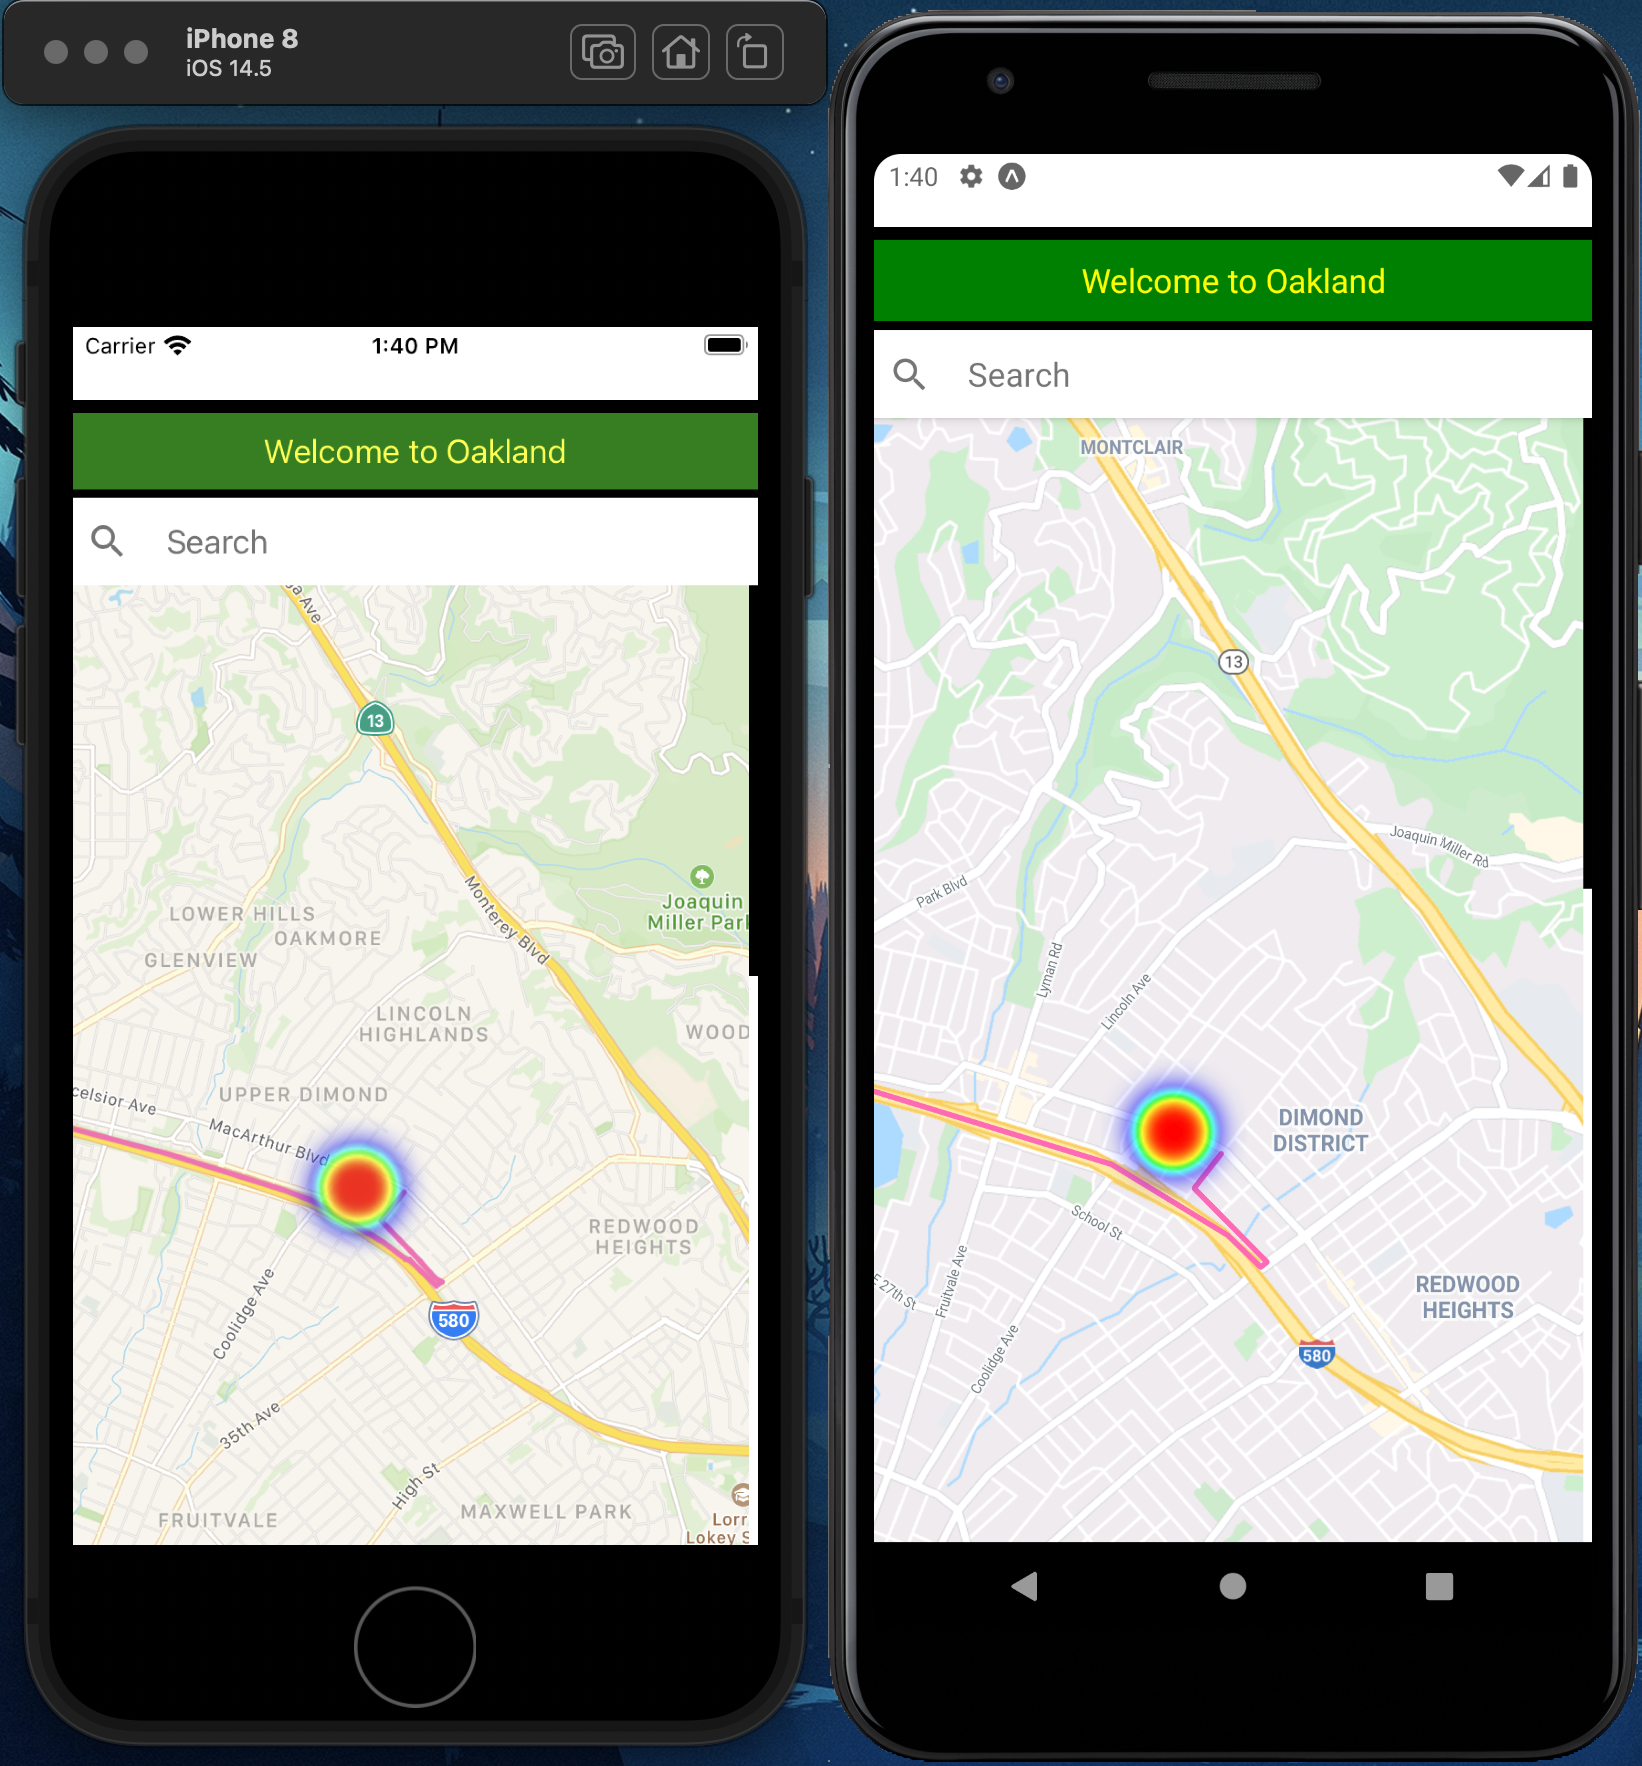 iPhone 8
iOS 14.5
Carrier
1:40 PM
Welcome to Oakland
Search
Ave
13
Monterey Blvd
Joaquin
Miller Park
LOWER HILLS
OAKMORE
GLENVIEW
LINCOLN
HIGHLANDS
WOOD
UPPER DIMOND
celsior Ave
MacArthur Blvd
REDWOOD
HEIGHTS
Coolidge Ave
580
35th Ave
High St
FRUITVALE
MAXWELL PARK
Lorr
Lokey S
1:40
Welcome to Oakland
Search
MONTCLAIR
13
Joaquin Miller Rd
Park Blvd
Lyman Rd
Lincoln Ave
DIMOND
DISTRICT
School St
Fruitvale Ave
E 27th St
Coolidge Ave
REDWOOD
HEIGHTS
580